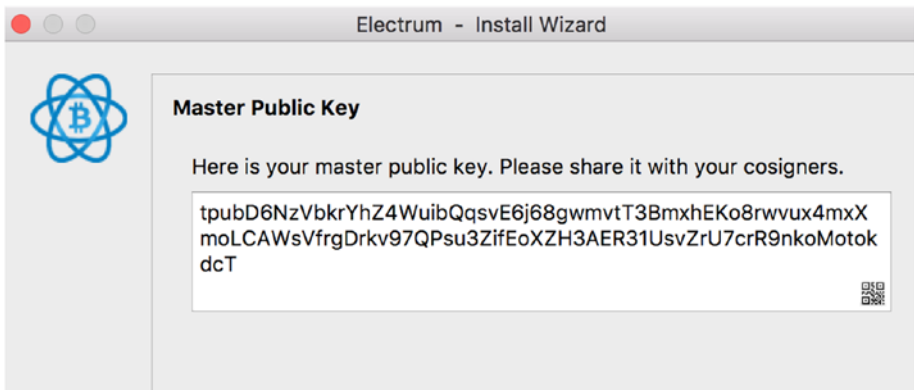 Electrum - Install Wizard
Master Public Key
Here is your master public key. Please share it with your cosigners.
tpubD6NzVbkrYhZ4WuibQqsvE6j68gwmvtT3BmxhEKo8rwvux4mxX
moLCAWsVfrgDrkv97QPsu3ZifEoXZH3AER31UsvZrU7crR9nkoMotok
dcT